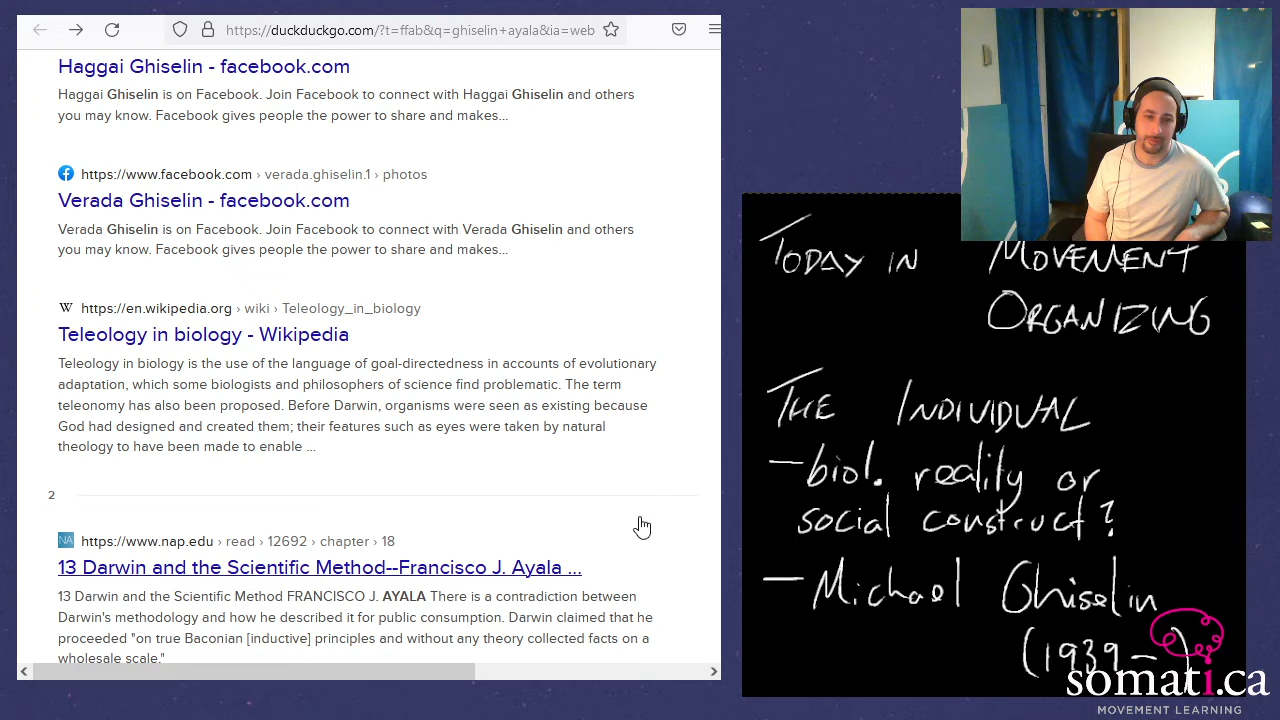 https://duckduckgo.com/?t=ffab&q=ghiselin+ayala&ia=web
Haggai Ghiselin - facebook.com
Haggai Ghiselin is on Facebook. Join Facebook to connect with Haggai Ghiselin and others
you may know. Facebook gives people the power to share and makes...
https://www.facebook.com › verada.ghiselin.1 › photos
Verada Ghiselin - facebook.com
Verada Ghiselin is on Facebook. Join Facebook to connect with Verada Ghiselin and others
you may know. Facebook gives people the power to share and makes...
W https://en.wikipedia.org › wiki › Teleology_in_biology
Teleology in biology - Wikipedia
Teleology in biology is the use of the language of goal-directedness in accounts of evolutionary
adaptation, which some biologists and philosophers of science find problematic. The term
teleonomy has also been proposed. Before Darwin, organisms were seen as existing because
God had designed and created them; their features such as eyes were taken by natural
theology to have been made to enable ...
2
NA https://www.nap.edu › read › 12692 › chapter › 18
13 Darwin and the Scientific Method--Francisco J. Ayala ...
13 Darwin and the Scientific Method FRANCISCO J. AYALA There is a contradiction between
Darwin's methodology and how he described it for public consumption. Darwin claimed that he
proceeded "on true Baconian [inductive] principles and without any theory collected facts on a
wholesale scale."
TODAY IN MOVEMENT
ORGANIZING
THE INDIVIDUAL
- biol. reality or
social construct?
- Michael Ghiselin
(1939 - )
somati.ca
MOVEMENT LEARNING